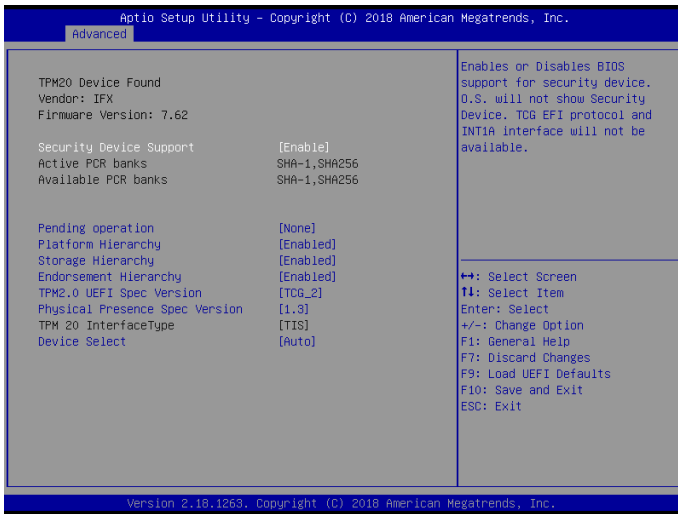 Aptio Setup Utility – Copyright (C) 2018 American Megatrends, Inc.
Advanced
TPM20 Device Found
Vendor: IFX
Firmware Version: 7.62
Security Device Support [Enable]
Active PCR banks SHA-1,SHA256
Available PCR banks SHA-1,SHA256
Pending operation [None]
Platform Hierarchy [Enabled]
Storage Hierarchy [Enabled]
Endorsement Hierarchy [Enabled]
TPM2.0 UEFI Spec Version [TCG_2]
Physical Presence Spec Version [1.3]
TPM 20 InterfaceType [TIS]
Device Select [Auto]
Enables or Disables BIOS
support for security device.
O.S. will not show Security
Device. TCG EFI protocol and
INT1A interface will not be
available.
↔: Select Screen
↑↓: Select Item
Enter: Select
+/-: Change Option
F1: General Help
F7: Discard Changes
F9: Load UEFI Defaults
F10: Save and Exit
ESC: Exit
Version 2.18.1263. Copyright (C) 2018 American Megatrends, Inc.